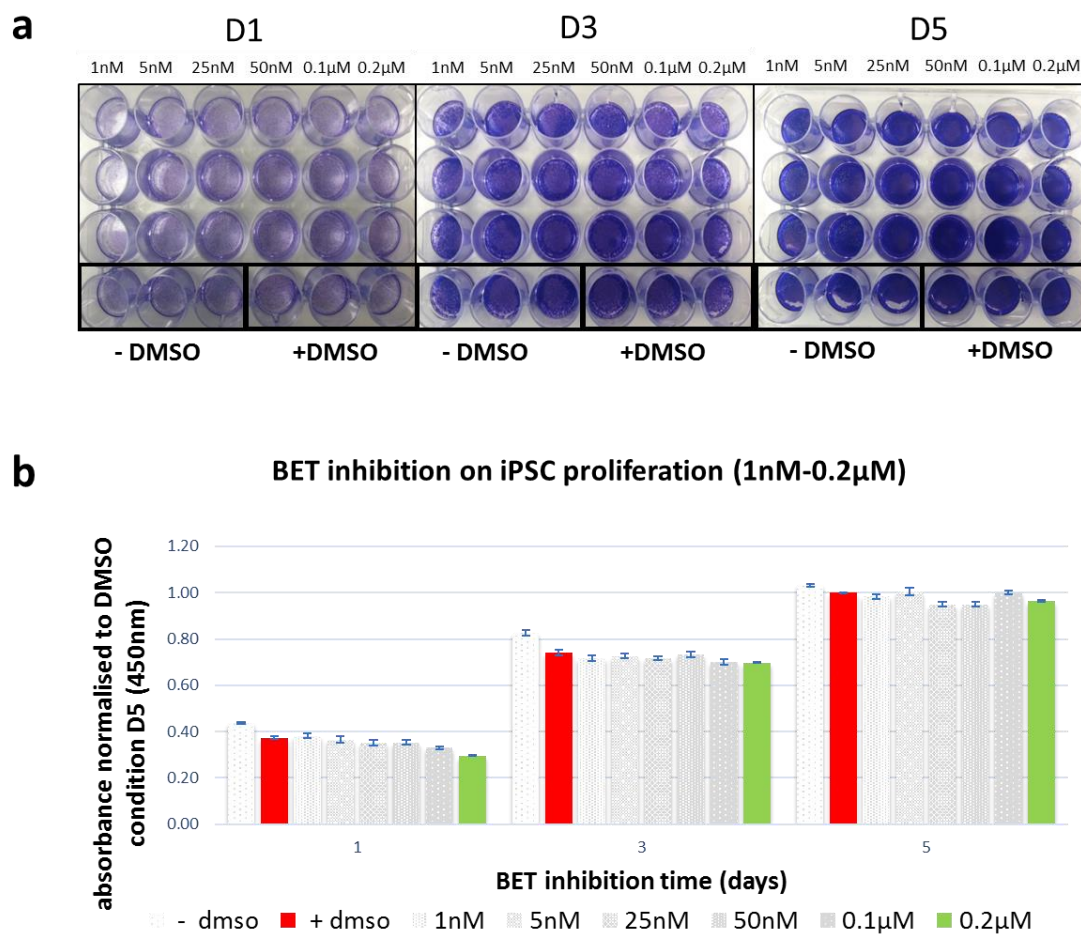 a
D1 D3 D5
1nM 5nM 25nM 50nM 0.1µM 0.2µM 1nM 5nM 25nM 50nM 0.1µM 0.2µM 1nM 5nM 25nM 50nM 0.1µM 0.2µM
- DMSO +DMSO - DMSO +DMSO - DMSO +DMSO
b
BET inhibition on iPSC proliferation (1nM-0.2µM)
absorbance normalised to DMSO
condition D5 (450nm)
1.20
1.00
0.80
0.60
0.40
0.20
0.00
1 3 5
BET inhibition time (days)
- dmso + dmso 1nM 5nM 25nM 50nM 0.1µM 0.2µM